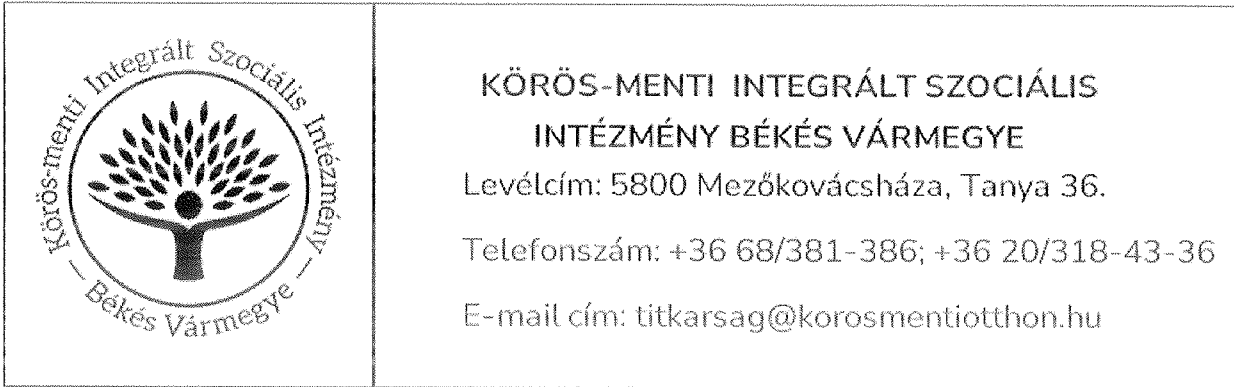 Körös-menti Integrált Szociális Intézmény
– Békés Vármegye –
KÖRÖS-MENTI INTEGRÁLT SZOCIÁLIS
INTÉZMÉNY BÉKÉS VÁRMEGYE
Levélcím: 5800 Mezőkovácsháza, Tanya 36.
Telefonszám: +36 68/381-386; +36 20/318-43-36
E-mail cím: titkarsag@korosmentiotthon.hu